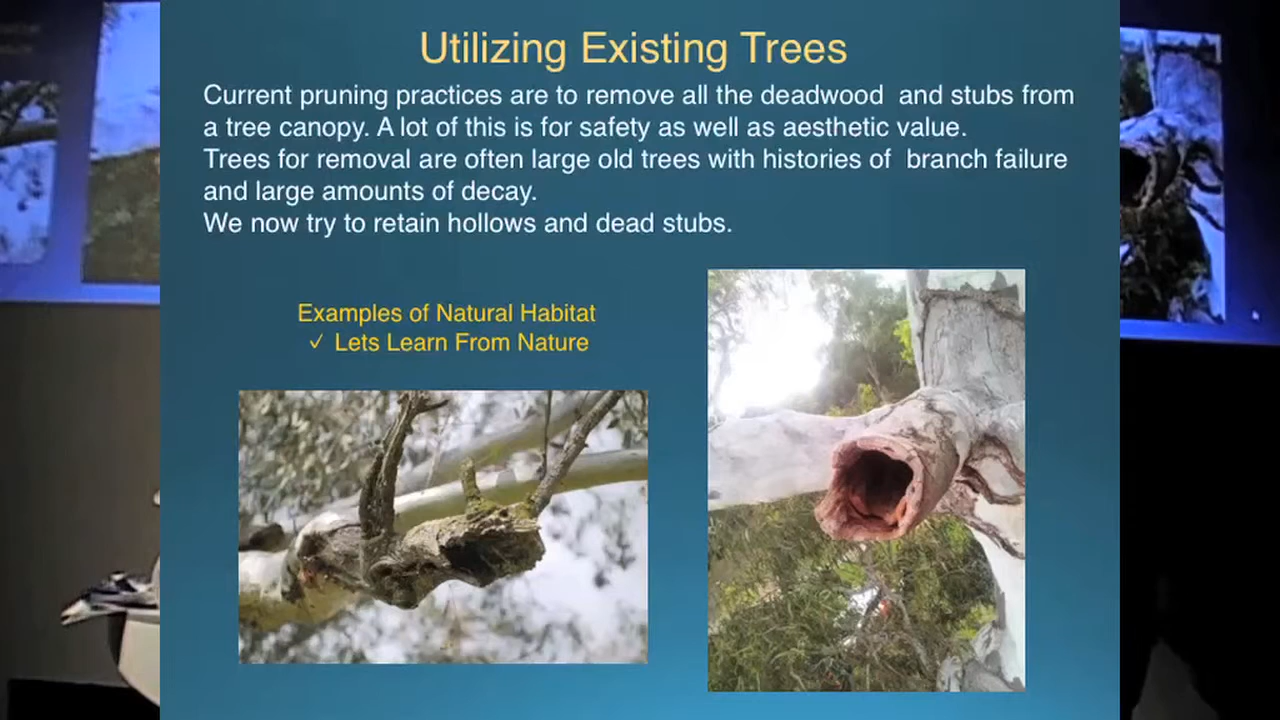 Utilizing Existing Trees
Current pruning practices are to remove all the deadwood  and stubs from
a tree canopy. A lot of this is for safety as well as aesthetic value.
Trees for removal are often large old trees with histories of  branch failure
and large amounts of decay.
We now try to retain hollows and dead stubs.
Examples of Natural Habitat
✓ Lets Learn From Nature